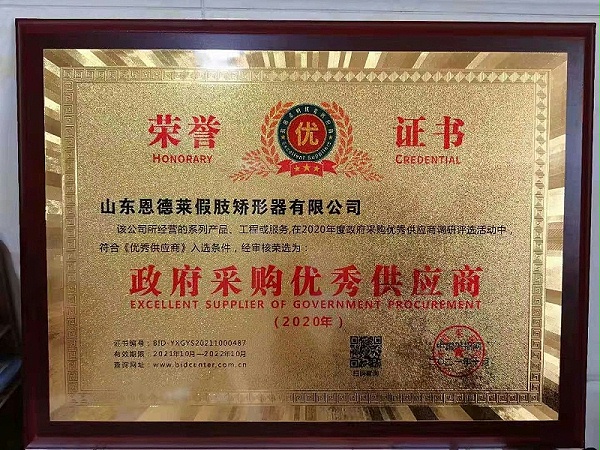 荣誉 优 证书
HONORARY Excellent Suppliers CREDENTIAL
山东恩德莱假肢矫形器有限公司
该公司所经营的系列产品、工程或服务,在2020年度政府采购优秀供应商调研评选活动中,
符合《优秀供应商》入选条件,经审核荣选为:
政府采购优秀供应商
EXCELLENT SUPPLIER OF GOVERNMENT PROCUREMENT
(2020年)
证书编号:BID-YXGYS20211000487
有效期限:2021年10月—2022年10月
查询网址:www.bidcenter.com.cn
扫码查询